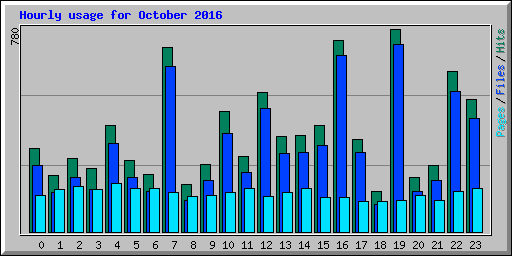 Hourly usage for October 2016
780
Pages/Files/Hits
0 1 2 3 4 5 6 7 8 9 10 11 12 13 14 15 16 17 18 19 20 21 22 23